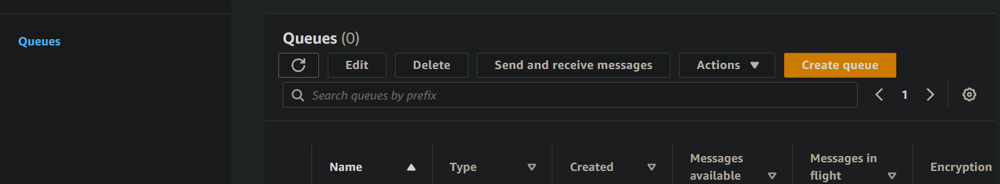 Queues
Queues (0)
Edit Delete Send and receive messages Actions Create queue
Search queues by prefix 1
Name Type Created Messages available Messages in flight Encryption